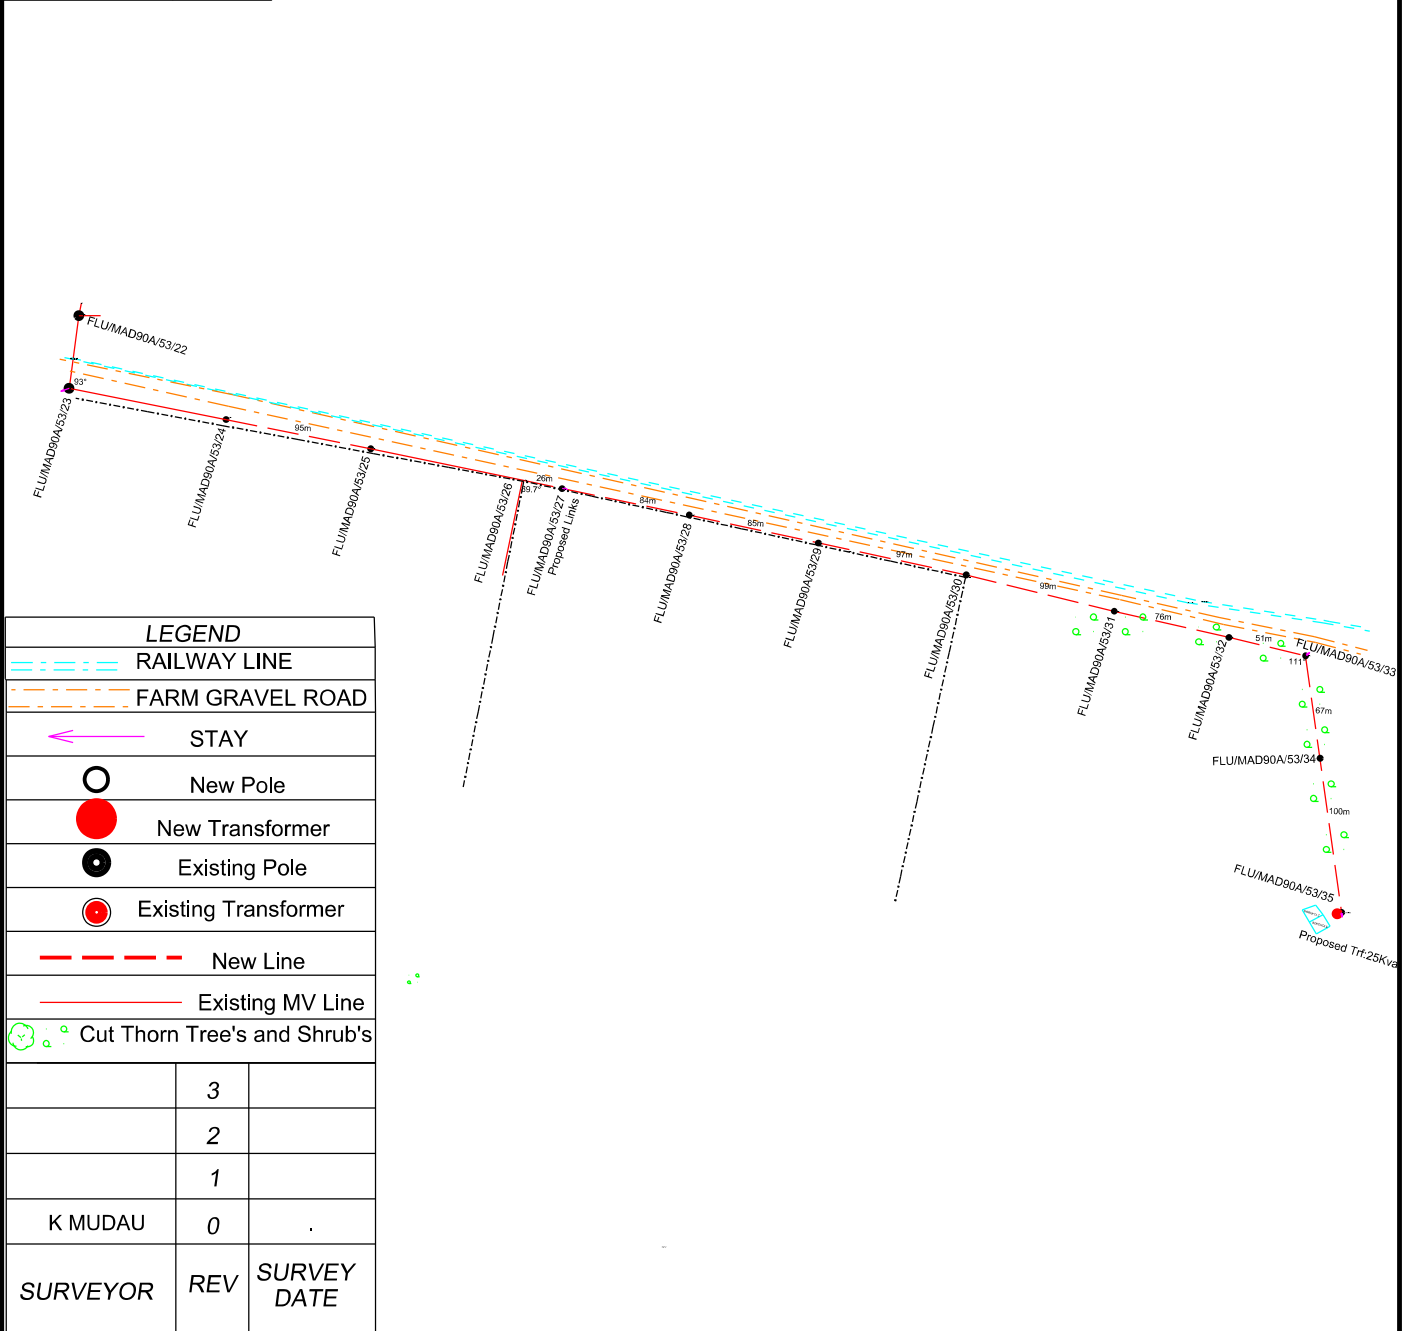 FLU/MAD90A/53/22
93°
FLU/MAD90A/53/23
FLU/MAD90A/53/24
95m
FLU/MAD90A/53/25
FLU/MAD90A/53/26
26m
89.7°
FLU/MAD90A/53/27
Proposed Links
84m
FLU/MAD90A/53/28
85m
FLU/MAD90A/53/29
97m
FLU/MAD90A/53/30
99m
FLU/MAD90A/53/31
76m
FLU/MAD90A/53/32
51m
111°
FLU/MAD90A/53/33
67m
FLU/MAD90A/53/34
100m
FLU/MAD90A/53/35
Proposed Trf:25Kva
LEGEND
RAILWAY LINE
FARM GRAVEL ROAD
STAY
New Pole
New Transformer
Existing Pole
Existing Transformer
New Line
Existing MV Line
Cut Thorn Tree's and Shrub's
3
2
1
K MUDAU 0 .
SURVEYOR REV SURVEY
DATE